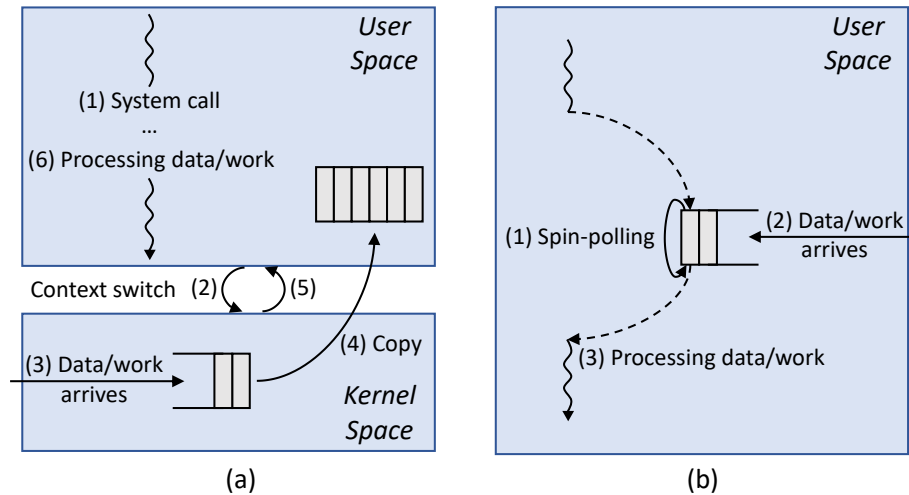 User
Space
(1) System call
...
(6) Processing data/work
Context switch
(2)
(5)
(3) Data/work
arrives
(4) Copy
Kernel
Space
(a)
User
Space
(1) Spin-polling
(2) Data/work
arrives
(3) Processing data/work
(b)